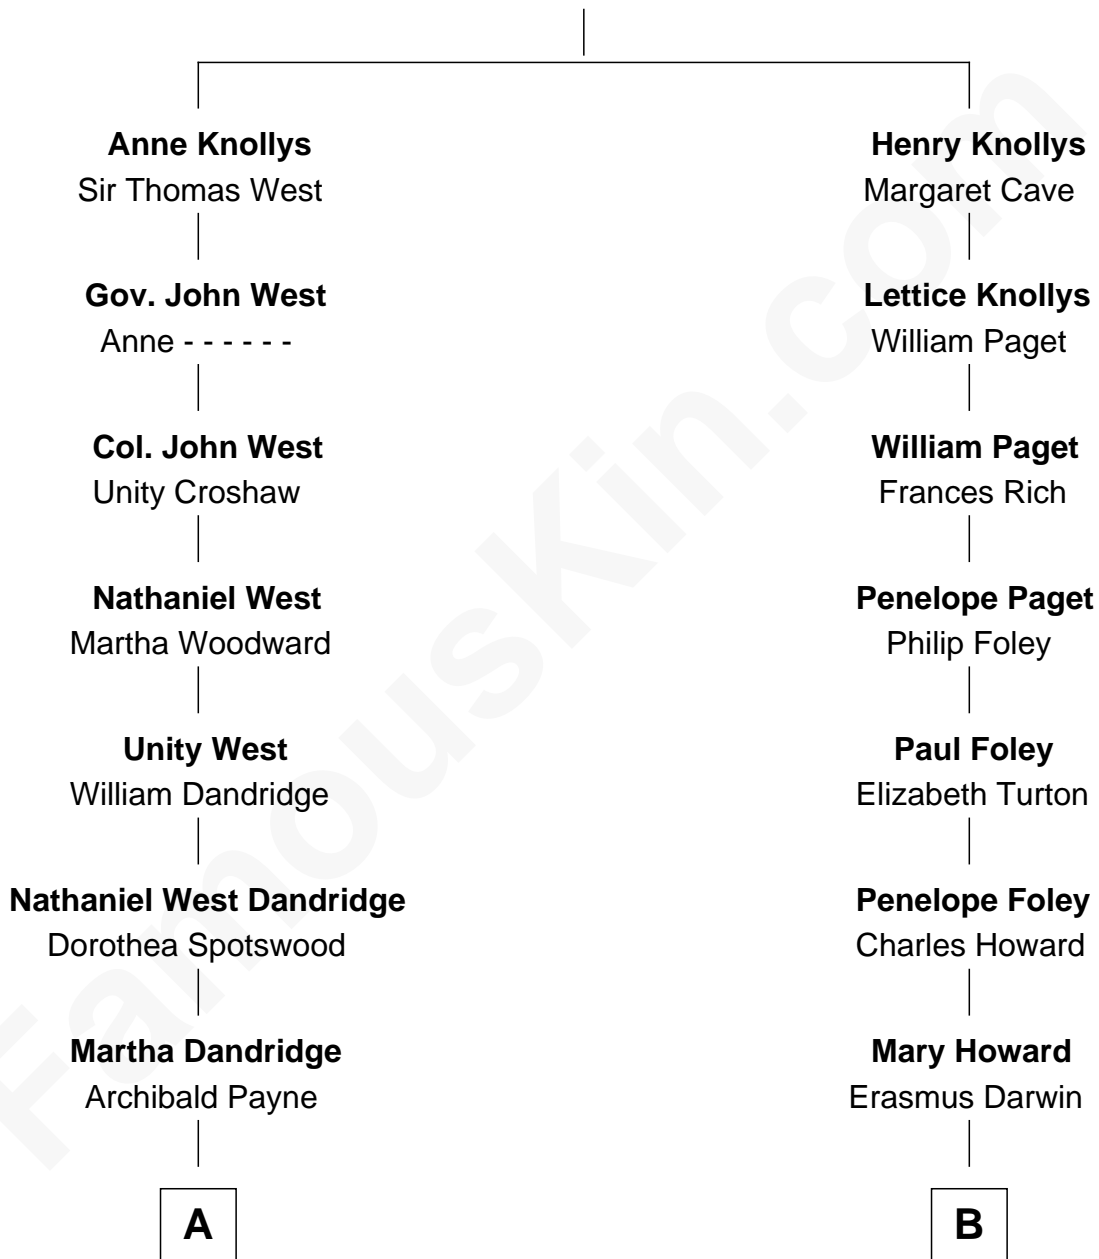 Anne Knollys
Sir Thomas West
Gov. John West
Anne - - - - - -
Col. John West
Unity Croshaw
Nathaniel West
Martha Woodward
Unity West
William Dandridge
Nathaniel West Dandridge
Dorothea Spotswood
Martha Dandridge
Archibald Payne
A
Henry Knollys
Margaret Cave
Lettice Knollys
William Paget
William Paget
Frances Rich
Penelope Paget
Philip Foley
Paul Foley
Elizabeth Turton
Penelope Foley
Charles Howard
Mary Howard
Erasmus Darwin
B
FamousKin.com